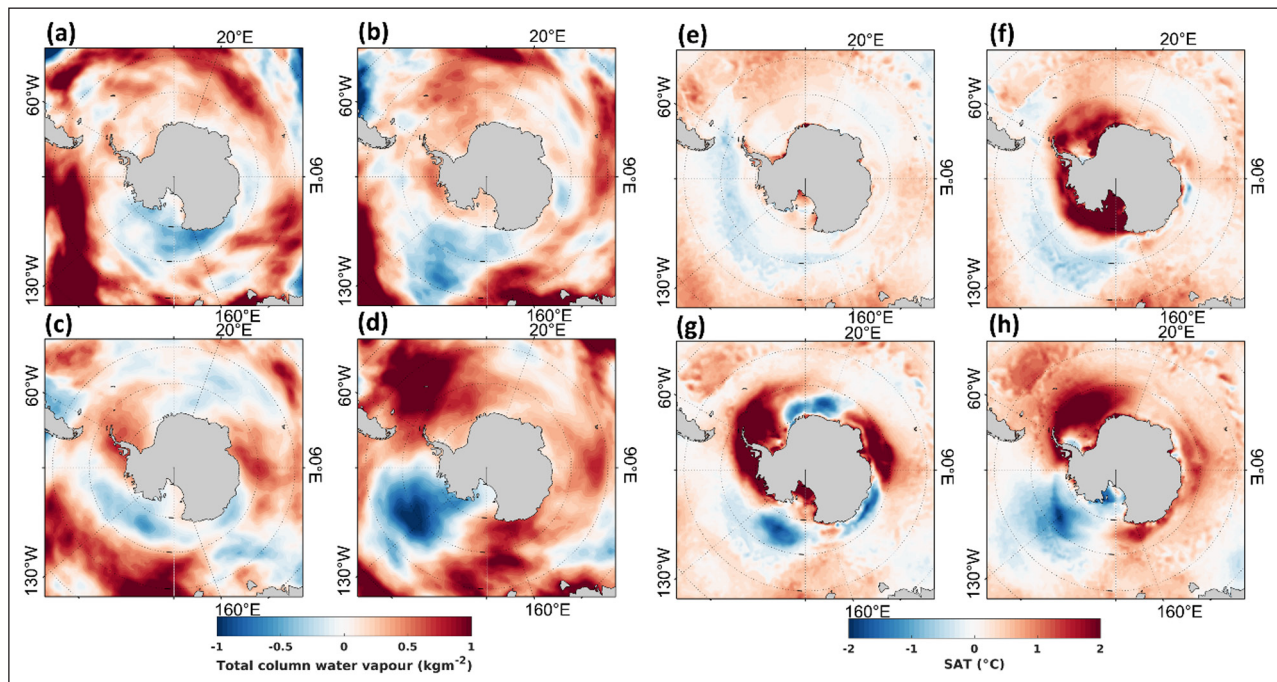 (a) (b) (e) (f)
20°E 20°E 20°E 20°E
60°W 60°W 60°W 60°W
90°E 90°E 90°E 90°E
130°W 130°W 130°W 130°W
160°E 160°E 160°E 160°E
(c) (d) (g) (h)
20°E 20°E 20°E 20°E
60°W 60°W 60°W 60°W
90°E 90°E 90°E 90°E
130°W 130°W 130°W 130°W
160°E 160°E 160°E 160°E
-1 -0.5 0 0.5 1
Total column water vapour (kgm-2)
-2 -1 0 1 2
SAT (°C)